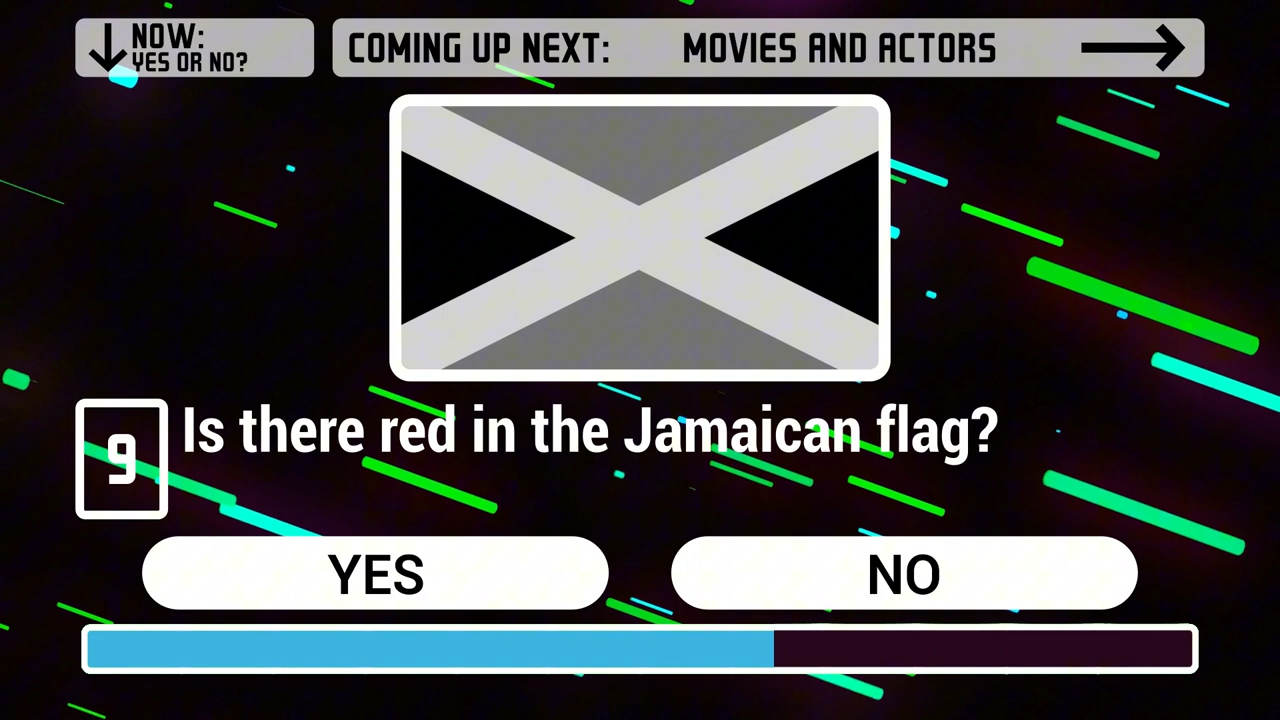 NOW:
YES OR NO?
COMING UP NEXT: MOVIES AND ACTORS
9
Is there red in the Jamaican flag?
YES
NO